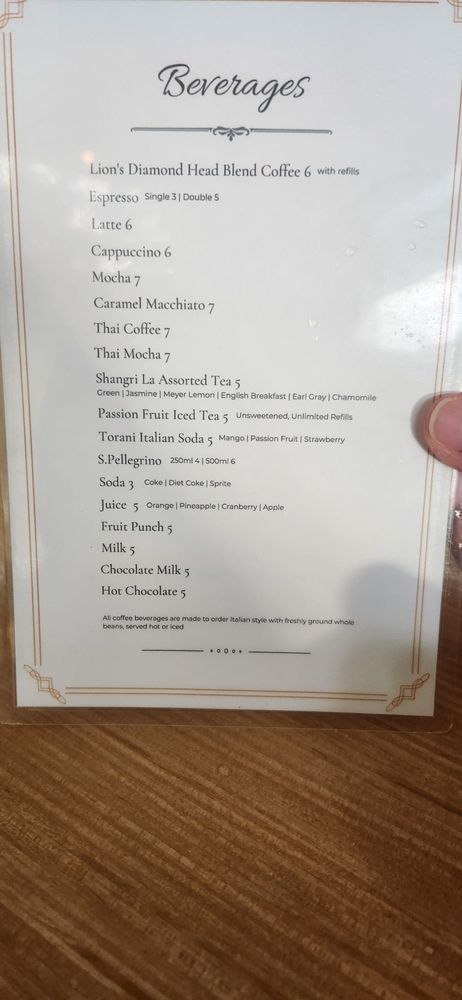 Beverages
Lion's Diamond Head Blend Coffee 6 with refills
Espresso Single 3 | Double 5
Latte 6
Cappuccino 6
Mocha 7
Caramel Macchiato 7
Thai Coffee 7
Thai Mocha 7
Shangri La Assorted Tea 5
Green | Jasmine | Meyer Lemon | English Breakfast | Earl Gray | Chamomile
Passion Fruit Iced Tea 5 Unsweetened, Unlimited Refills
Torani Italian Soda 5 Mango | Passion Fruit | Strawberry
S.Pellegrino 250ml 4 | 500ml 6
Soda 3 Coke | Diet Coke | Sprite
Juice 5 Orange | Pineapple | Cranberry | Apple
Fruit Punch 5
Milk 5
Chocolate Milk 5
Hot Chocolate 5
All coffee beverages are made to order Italian style with freshly ground whole
beans, served hot or iced